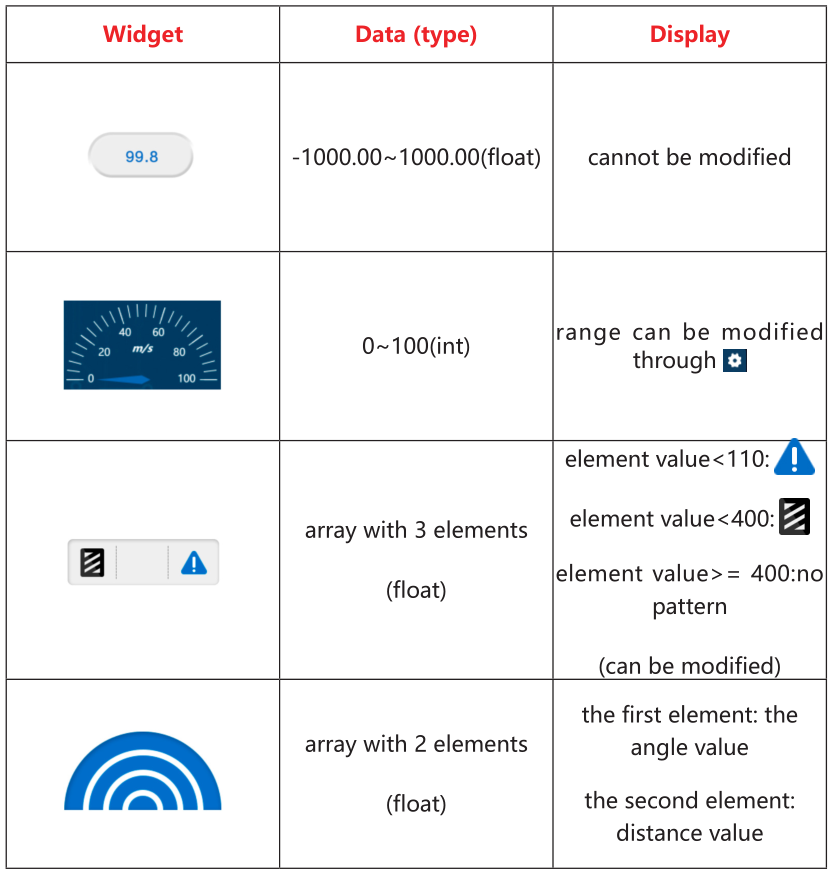 Widget
Data (type)
Display
99.8
-1000.00~1000.00(float)
cannot be modified
40 60
20 m/s 80
0 100
0~100(int)
range can be modified
through
array with 3 elements
(float)
element value<110:
element value<400:
element value>= 400:no
pattern
(can be modified)
array with 2 elements
(float)
the first element: the
angle value
the second element:
distance value